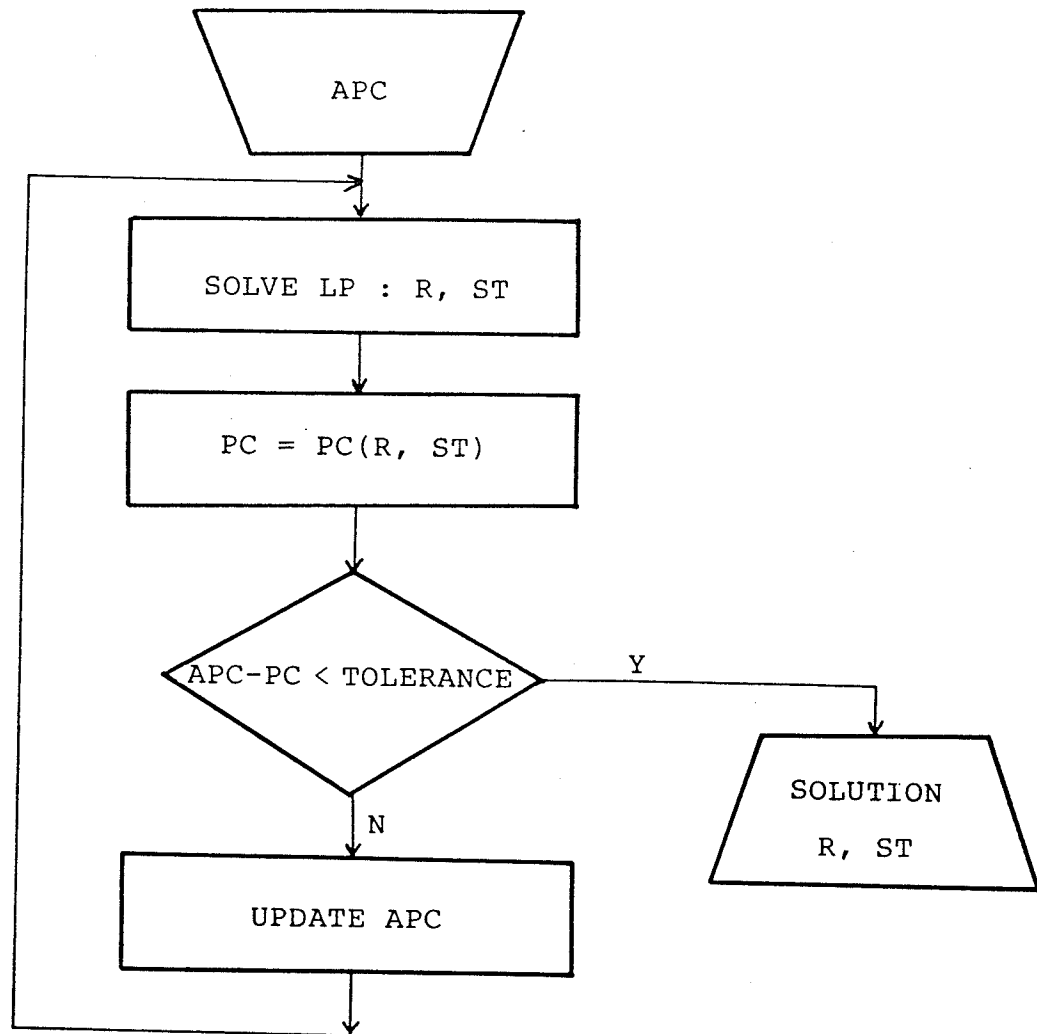 APC
SOLVE LP : R, ST
PC = PC(R, ST)
APC-PC < TOLERANCE
Y
SOLUTION
R, ST
N
UPDATE APC